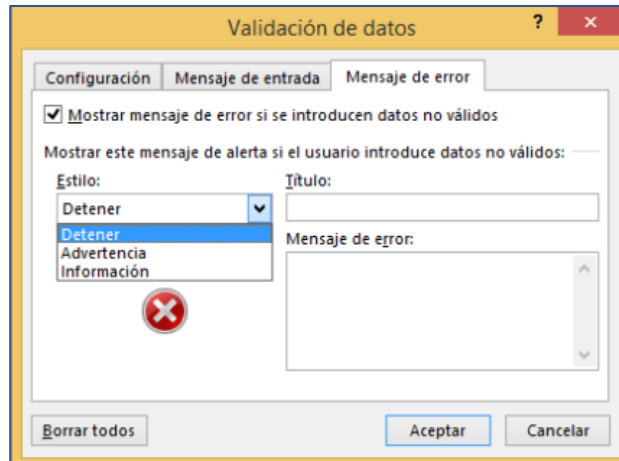 Validación de datos ? ×
Configuración Mensaje de entrada Mensaje de error
Mostrar mensaje de error si se introducen datos no válidos
Mostrar este mensaje de alerta si el usuario introduce datos no válidos:
Estilo: Título:
Detener
Detener
Mensaje de error:
Advertencia
Información
Borrar todos Aceptar Cancelar